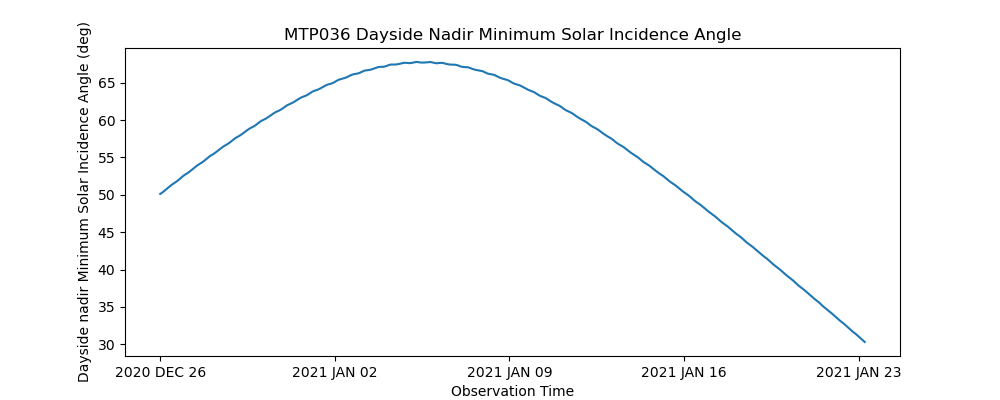 MTP036 Dayside Nadir Minimum Solar Incidence Angle
Dayside nadir Minimum Solar Incidence Angle (deg)
65
60
55
50
45
40
35
30
2020 DEC 26
2021 JAN 02
2021 JAN 09
2021 JAN 16
2021 JAN 23
Observation Time